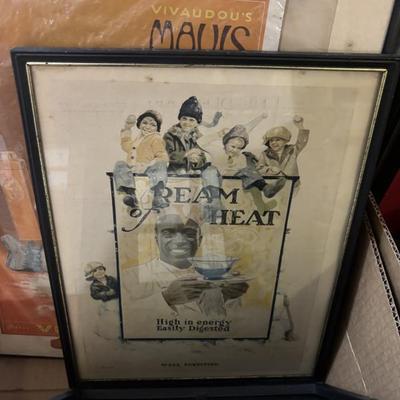 VIVAUDOU'S
MAVIS
REAM
of HEAT
High in energy
Easily Digested